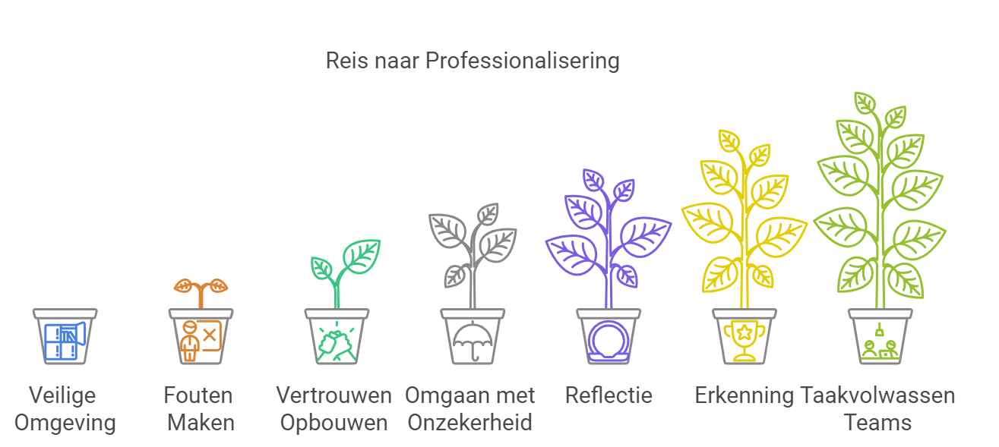 Reis naar Professionalisering
Veilige
Omgeving
Fouten
Maken
Vertrouwen
Opbouwen
Omgaan met
Onzekerheid
Reflectie
Erkenning
Taakvolwassen
Teams